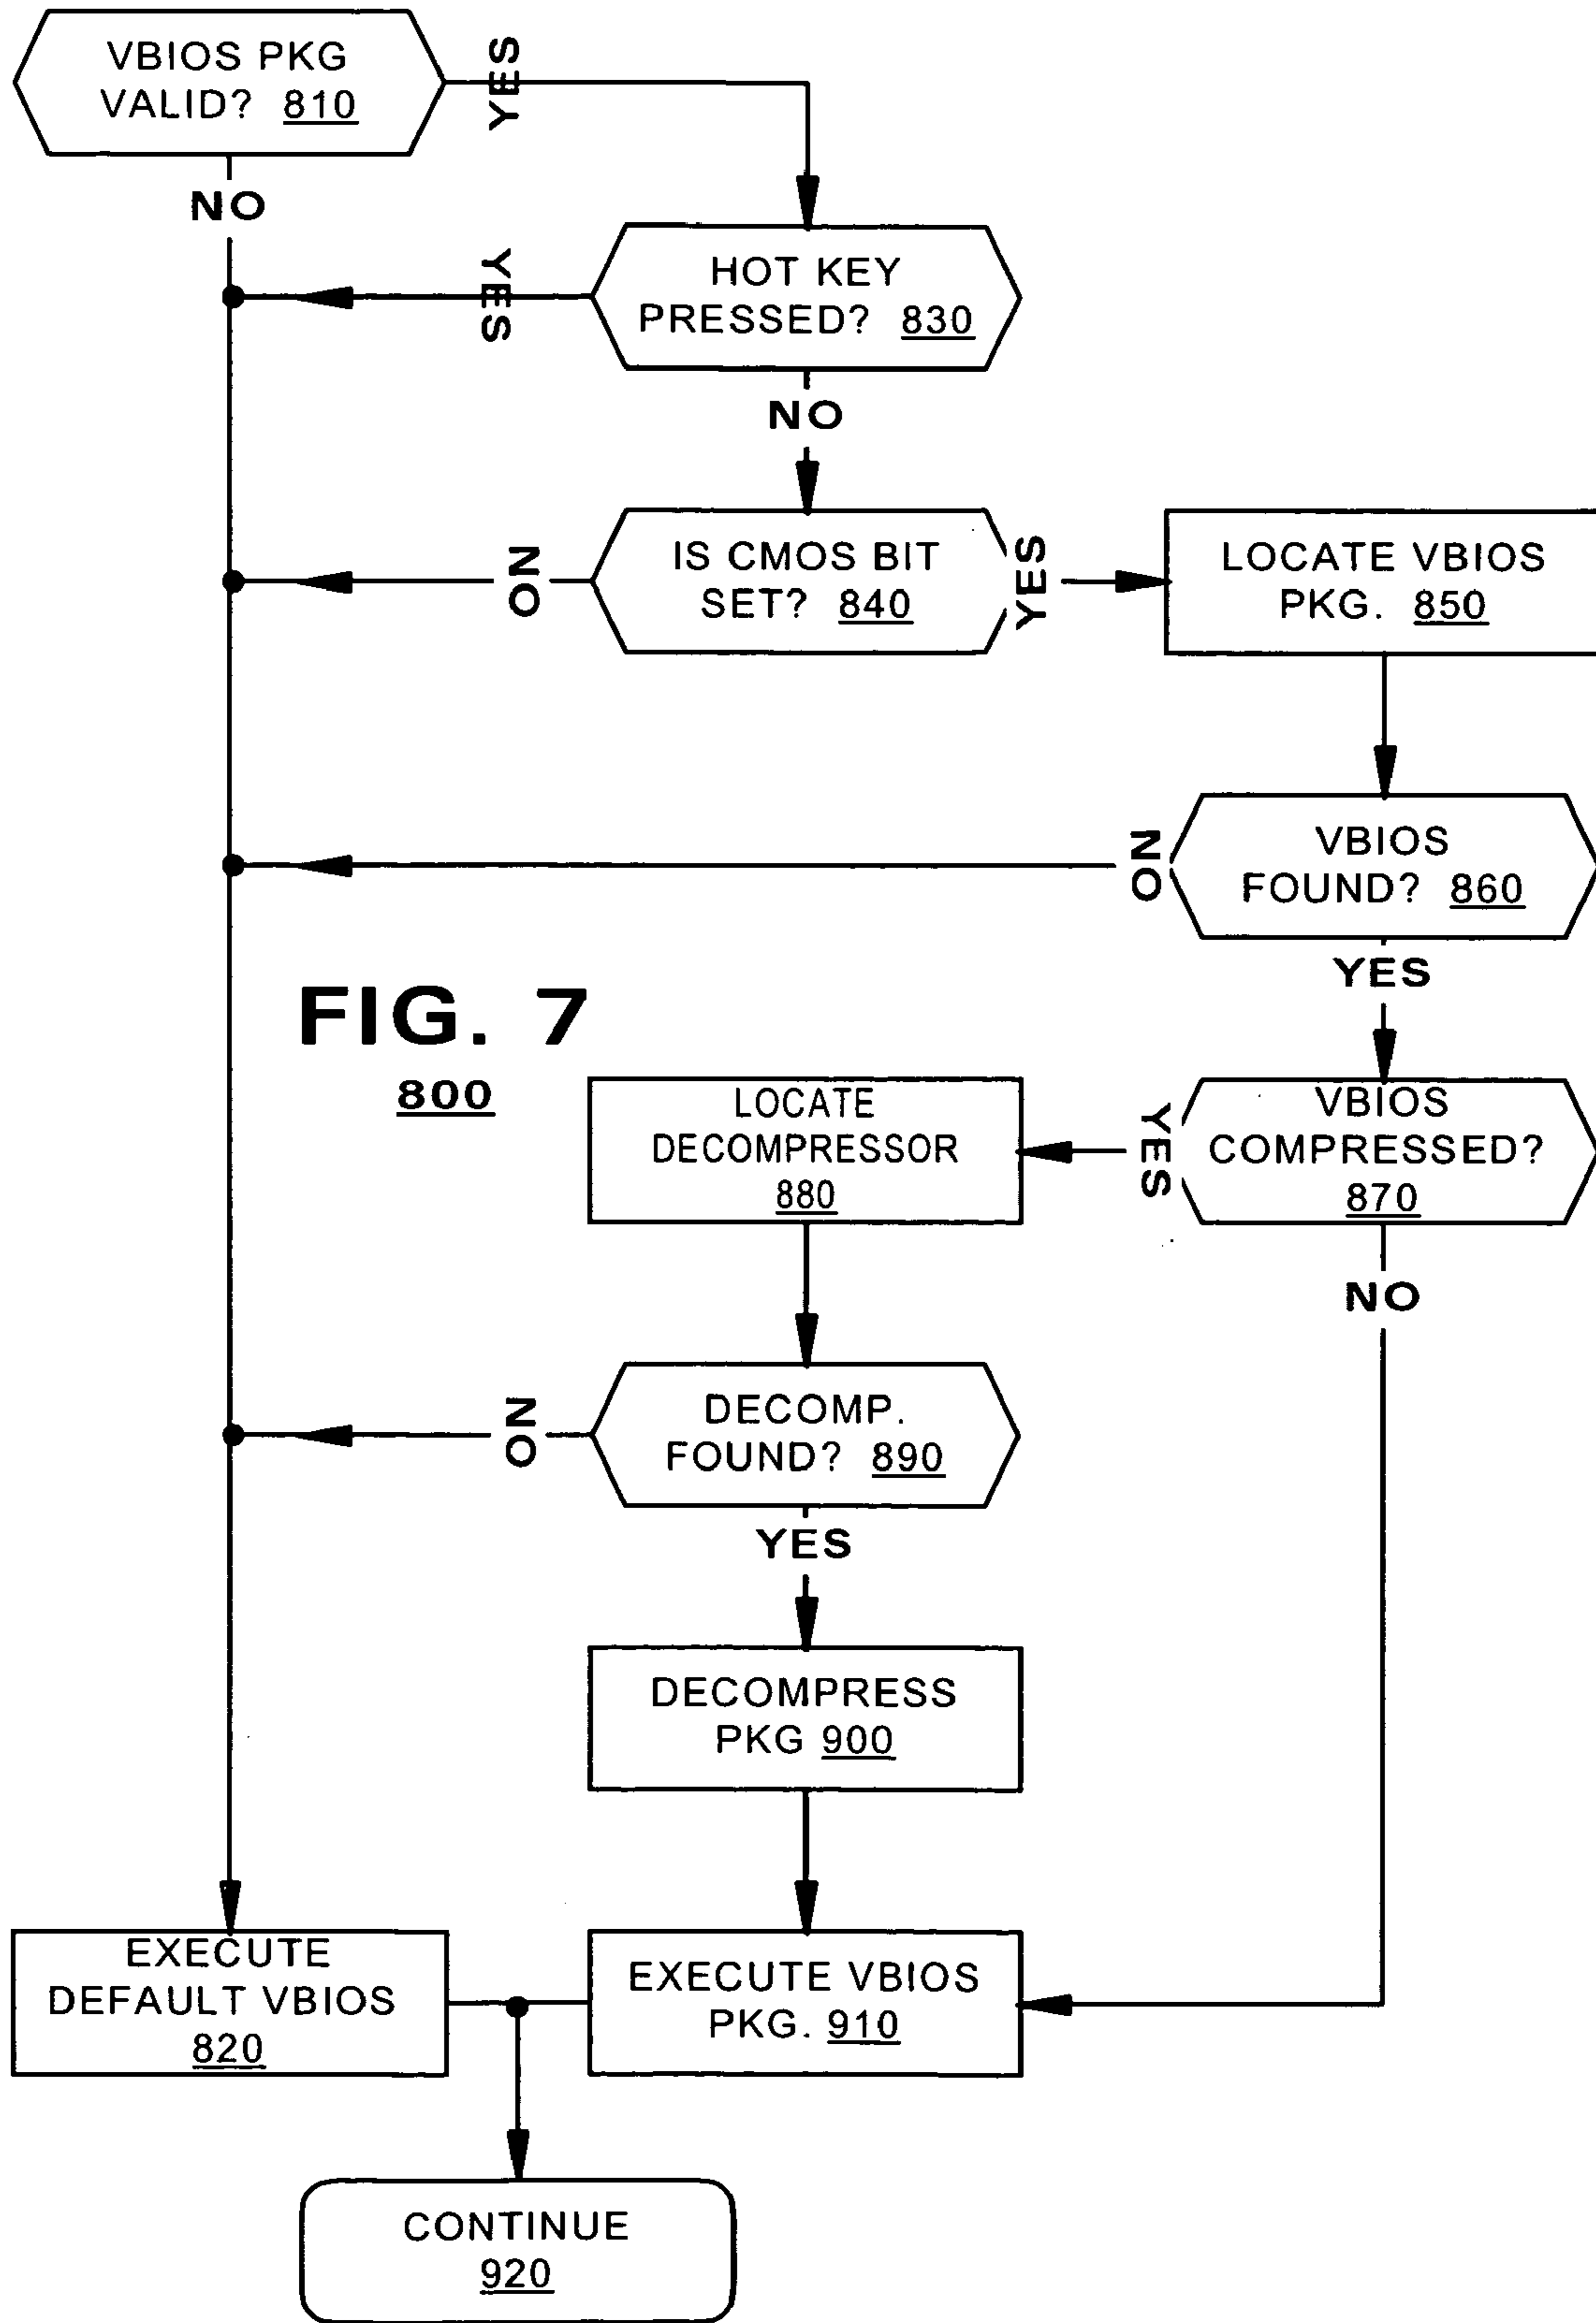 VBIOS PKG
VALID? 810
YES
NO
HOT KEY
PRESSED? 830
YES
NO
IS CMOS BIT
SET? 840
NO
YES
LOCATE VBIOS
PKG. 850
VBIOS
FOUND? 860
NO
YES
FIG. 7
800
VBIOS
COMPRESSED?
870
YES
NO
LOCATE
DECOMPRESSOR
880
DECOMP.
FOUND? 890
NO
YES
DECOMPRESS
PKG 900
EXECUTE
DEFAULT VBIOS
820
EXECUTE VBIOS
PKG. 910
CONTINUE
920